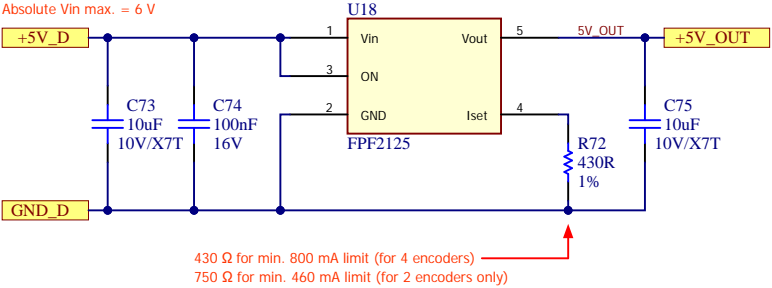 Absolute Vin max. = 6 V
U18
+5V_D
1
Vin
Vout
5
5V_OUT
+5V_OUT
3
ON
2
GND
Iset
4
C73
10uF
10V/X7T
C74
100nF
16V
FPF2125
R72
430R
1%
C75
10uF
10V/X7T
GND_D
430 Ω for min. 800 mA limit (for 4 encoders)
750 Ω for min. 460 mA limit (for 2 encoders only)